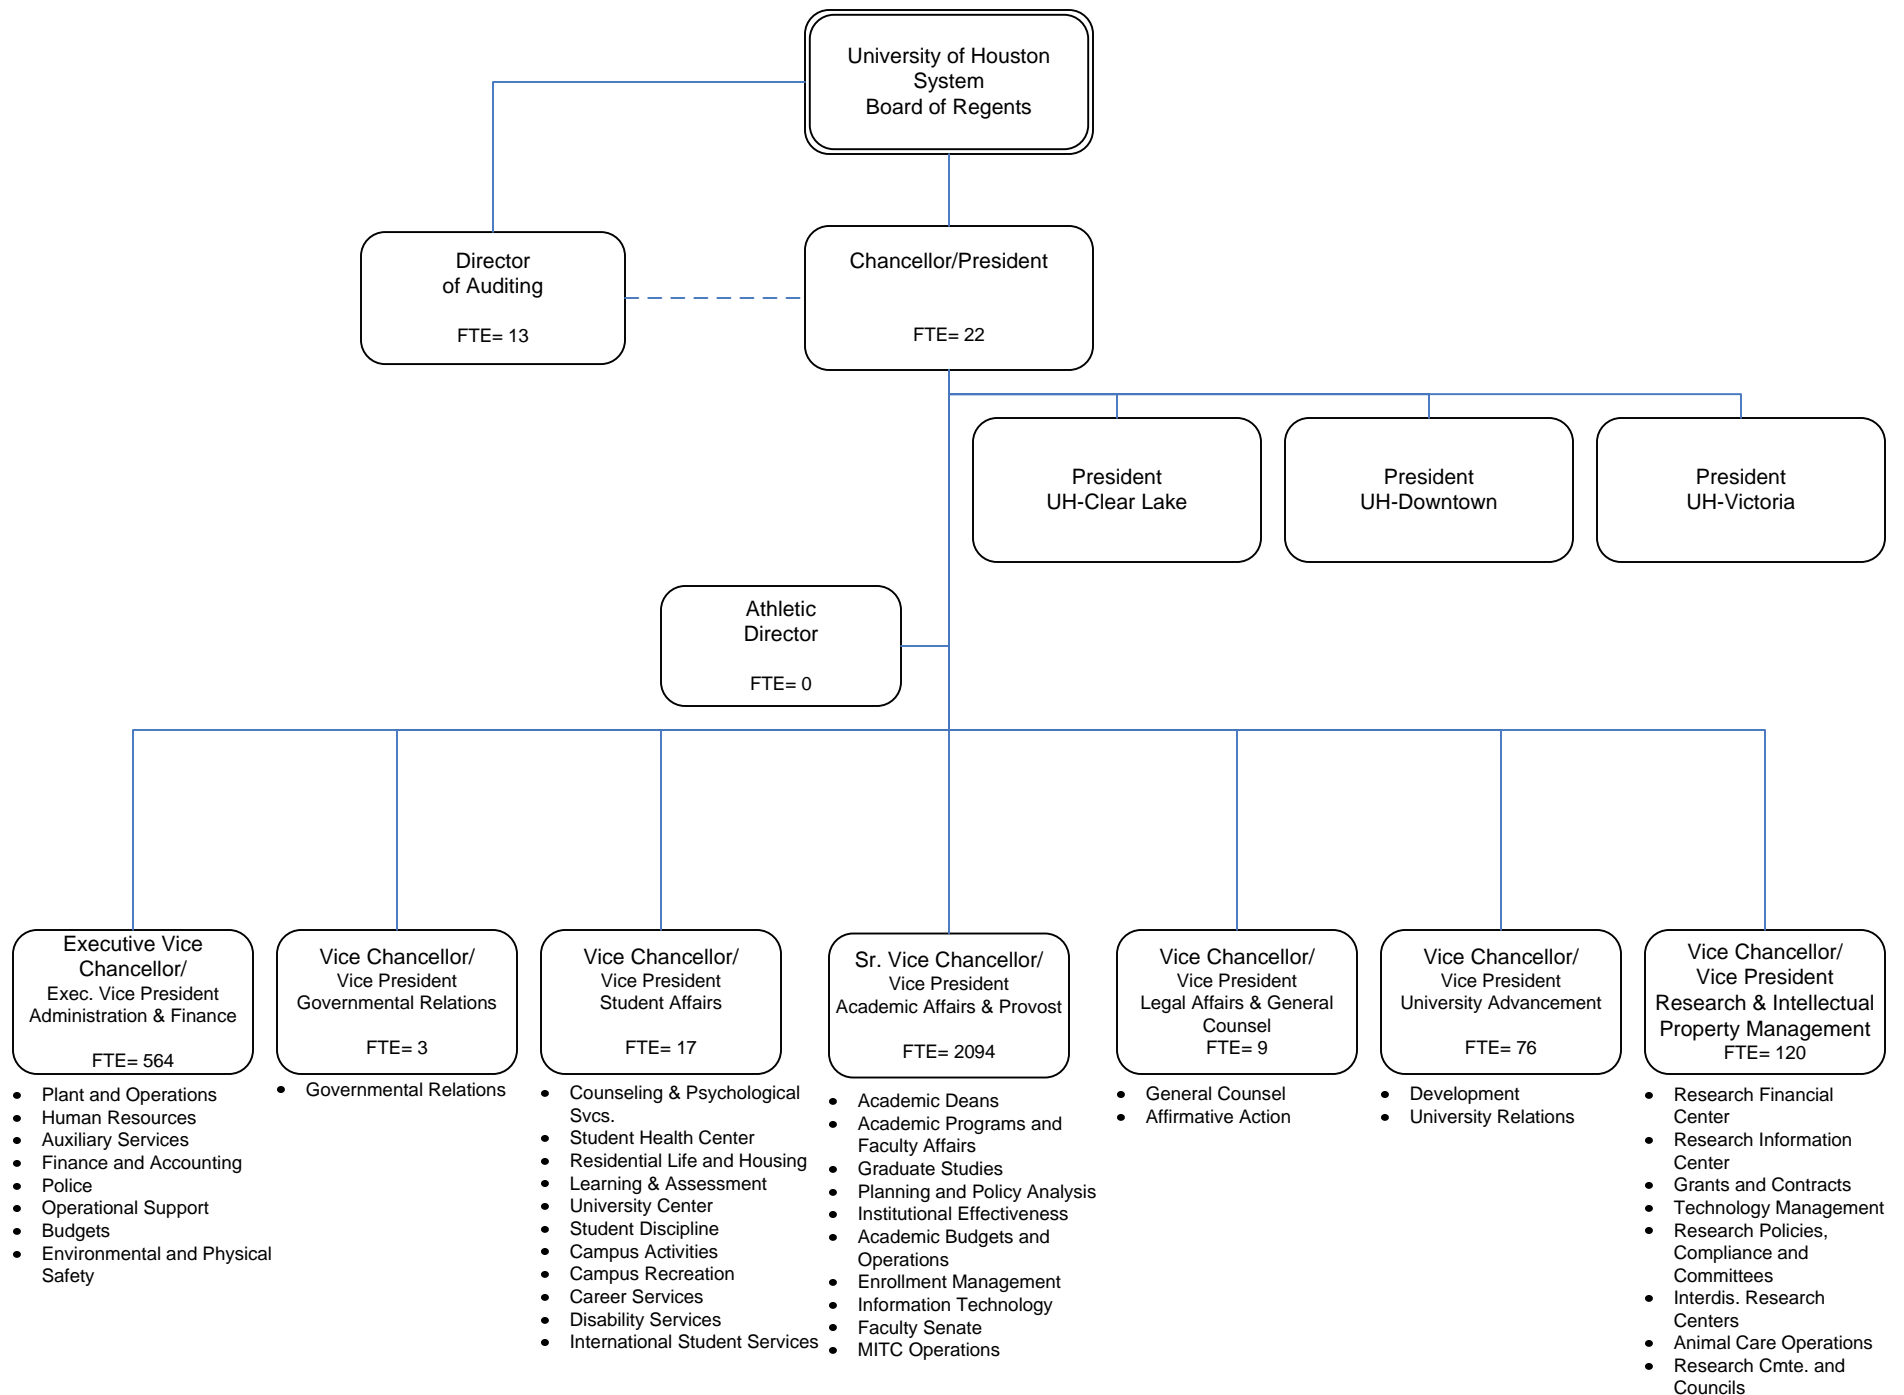 University of Houston
System
Board of Regents
Director
of Auditing
FTE= 13
Chancellor/President
FTE= 22
President
UH-Clear Lake
President
UH-Downtown
President
UH-Victoria
Athletic
Director
FTE= 0
Executive Vice
Chancellor/
Exec. Vice President
Administration & Finance
FTE= 564
• Plant and Operations
• Human Resources
• Auxiliary Services
• Finance and Accounting
• Police
• Operational Support
• Budgets
• Environmental and Physical
Safety
Vice Chancellor/
Vice President
Governmental Relations
FTE= 3
• Governmental Relations
Vice Chancellor/
Vice President
Student Affairs
FTE= 17
• Counseling & Psychological
Svcs.
• Student Health Center
• Residential Life and Housing
• Learning & Assessment
• University Center
• Student Discipline
• Campus Activities
• Campus Recreation
• Career Services
• Disability Services
• International Student Services
Sr. Vice Chancellor/
Vice President
Academic Affairs & Provost
FTE= 2094
• Academic Deans
• Academic Programs and
Faculty Affairs
• Graduate Studies
• Planning and Policy Analysis
• Institutional Effectiveness
• Academic Budgets and
Operations
• Enrollment Management
• Information Technology
• Faculty Senate
• MITC Operations
Vice Chancellor/
Vice President
Legal Affairs & General
Counsel
FTE= 9
• General Counsel
• Affirmative Action
Vice Chancellor/
Vice President
University Advancement
FTE= 76
• Development
• University Relations
Vice Chancellor/
Vice President
Research & Intellectual
Property Management
FTE= 120
• Research Financial
Center
• Research Information
Center
• Grants and Contracts
• Technology Management
• Research Policies,
Compliance and
Committees
• Interdis. Research
Centers
• Animal Care Operations
• Research Cmte. and
Councils